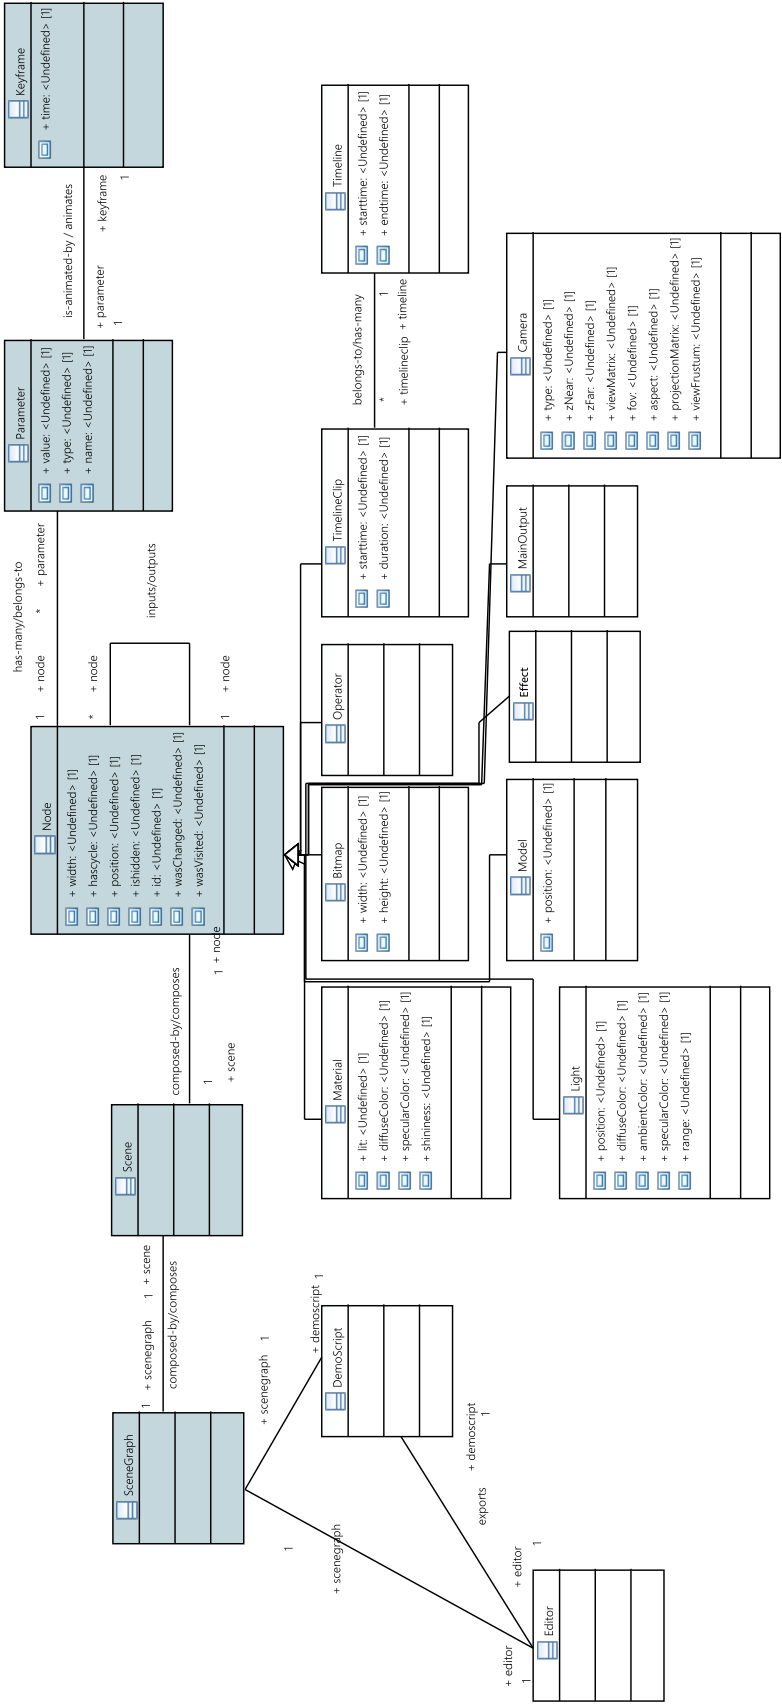 Editor
+ editor
1
+ editor
1
exports
+ demoscript
1
+ scenegraph
1
SceneGraph
DemoScript
+ scenegraph
1
+ demoscript
1
1
+ scenegraph
composed-by/composes
1
+ scene
Scene
composed-by/composes
1
+ scene
1
+ node
Node
+ width: <Undefined> [1]
+ hascycle: <Undefined> [1]
+ position: <Undefined> [1]
+ ishidden: <Undefined> [1]
+ id: <Undefined> [1]
+ wasChanged: <Undefined> [1]
+ wasVisited: <Undefined> [1]
has-many/belongs-to
1
+ node
*
+ parameter
*
+ node
inputs/outputs
1
+ node
Parameter
+ value: <Undefined> [1]
+ type: <Undefined> [1]
+ name: <Undefined> [1]
is-animated-by / animates
+ parameter
1
+ keyframe
1
Keyframe
+ time: <Undefined> [1]
Material
+ lit: <Undefined> [1]
+ diffuseColor: <Undefined> [1]
+ specularColor: <Undefined> [1]
+ shininess: <Undefined> [1]
Bitmap
+ width: <Undefined> [1]
+ height: <Undefined> [1]
Operator
TimelineClip
+ starttime: <Undefined> [1]
+ duration: <Undefined> [1]
belongs-to/has-many
*
1
+ timelineclip
+ timeline
Timeline
+ starttime: <Undefined> [1]
+ endtime: <Undefined> [1]
Light
+ position: <Undefined> [1]
+ diffuseColor: <Undefined> [1]
+ ambientColor: <Undefined> [1]
+ specularColor: <Undefined> [1]
+ range: <Undefined> [1]
Model
+ position: <Undefined> [1]
Effect
MainOutput
Camera
+ type: <Undefined> [1]
+ zNear: <Undefined> [1]
+ zFar: <Undefined> [1]
+ viewMatrix: <Undefined> [1]
+ fov: <Undefined> [1]
+ aspect: <Undefined> [1]
+ projectionMatrix: <Undefined> [1]
+ viewFrustum: <Undefined> [1]